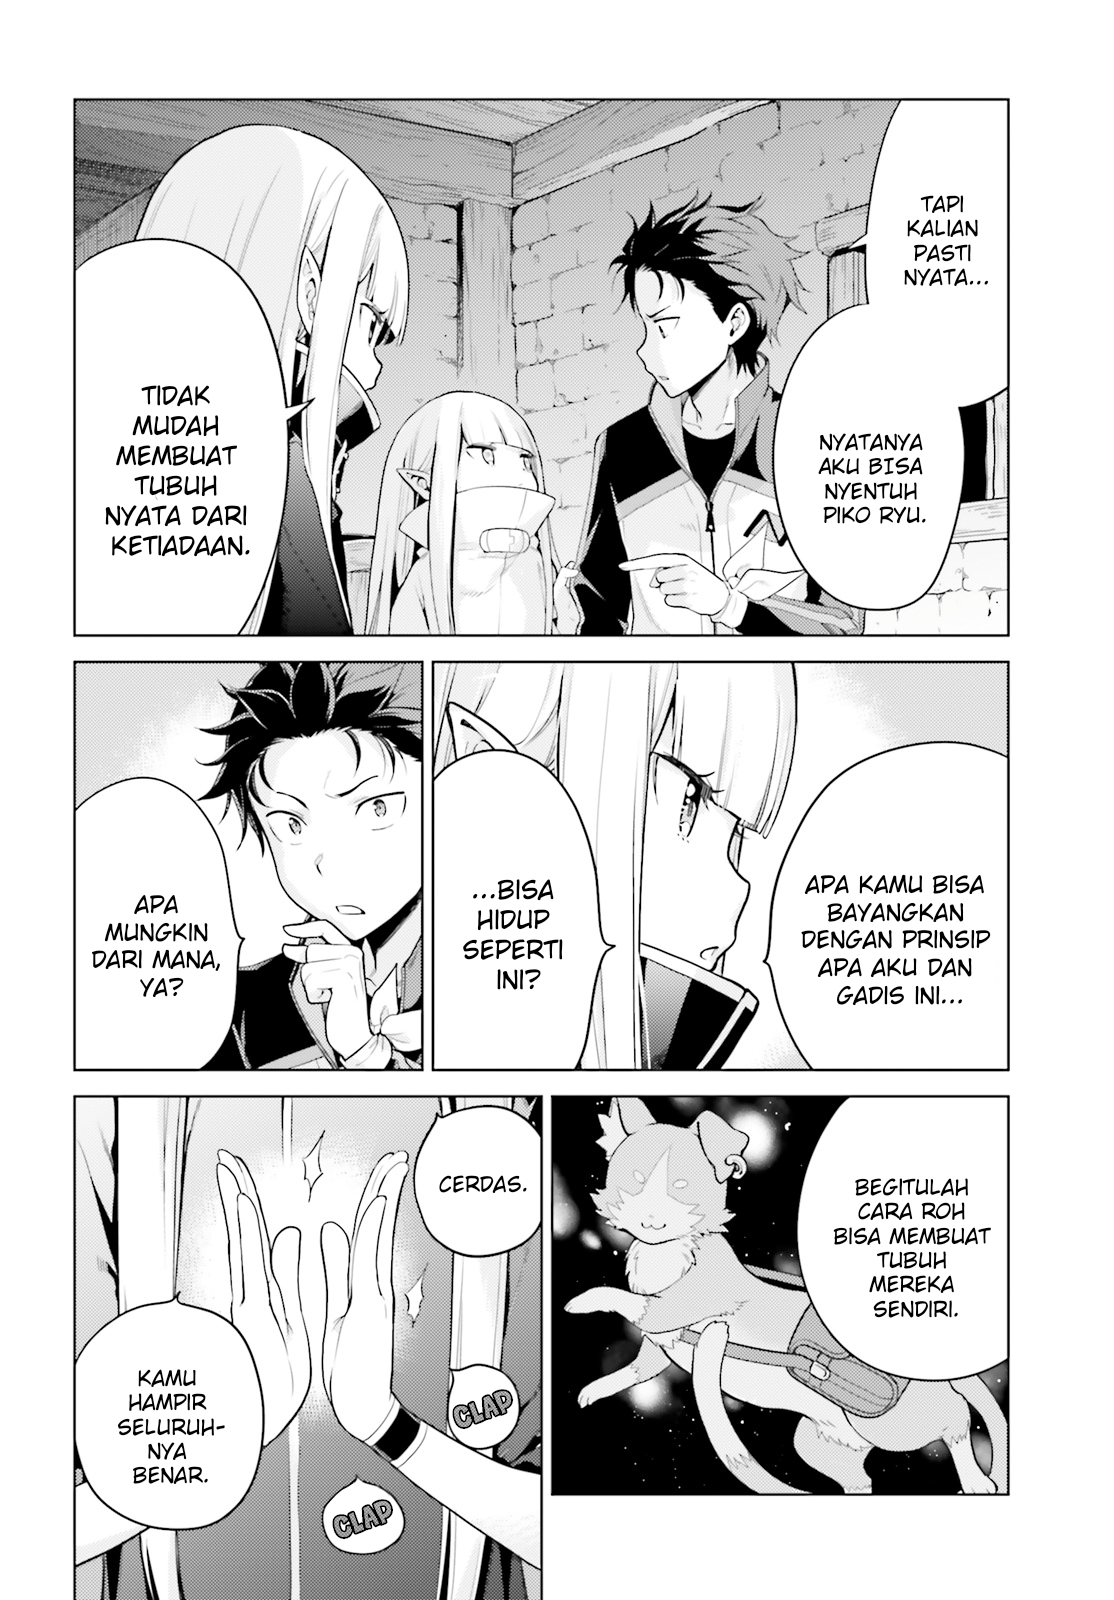 TAPI
KALIAN
PASTI
NYATA...
NYATANYA
AKU BISA
NYENTUH
PIKO RYU.
TIDAK
MUDAH
MEMBUAT
TUBUH
NYATA DARI
KETIADAAN.
APA KAMU BISA
BAYANGKAN
DENGAN PRINSIP
APA AKU DAN
GADIS INI...
...BISA
HIDUP
SEPERTI
INI?
APA
MUNGKIN
DARI MANA,
YA?
BEGITULAH
CARA ROH
BISA MEMBUAT
TUBUH
MEREKA
SENDIRI.
CERDAS.
CLAP
CLAP
KAMU
HAMPIR
SELURUH-
NYA
BENAR.